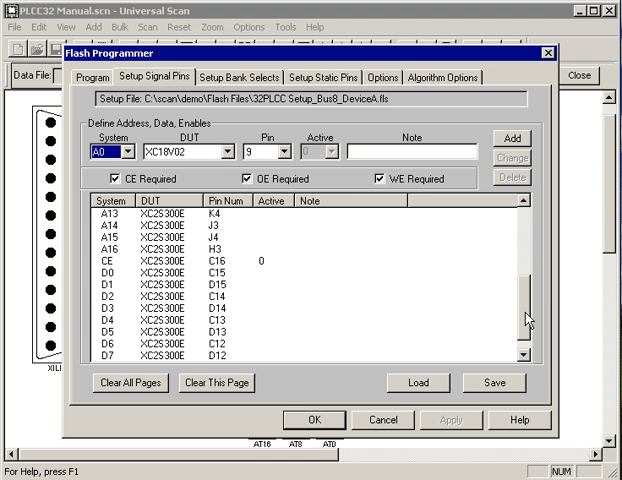 PLCC32 Manual.scn - Universal Scan
File Edit View Add Bulk Scan Read Zoom Options Tools Help
Data File:
Close
Flash Programmer
Program Setup Signal Pins Setup Bank Selects Setup Static Pins Options Algorithm Options
Setup File: C:\scan\demo\Flash Files\32PLCC Setup_Bus8_DeviceA.fls
Define Address, Data, Enables
System DUT Pin Active Note
A0 XC18V02 9 0
Add
Change
Delete
CE Required OE Required WE Required
System DUT Pin Num Active Note
A13 XC2S300E K4
A14 XC2S300E J3
A15 XC2S300E J4
A16 XC2S300E H3
CE XC2S300E C16 0
D0 XC2S300E C15
D1 XC2S300E D15
D2 XC2S300E C14
D3 XC2S300E D14
D4 XC2S300E C13
D5 XC2S300E D13
D6 XC2S300E C12
D7 XC2S300E D12
Clear All Pages Clear This Page Load Save
OK Cancel Apply Help
XILI
AT16 AT8 AT0
For Help, press F1
NUM